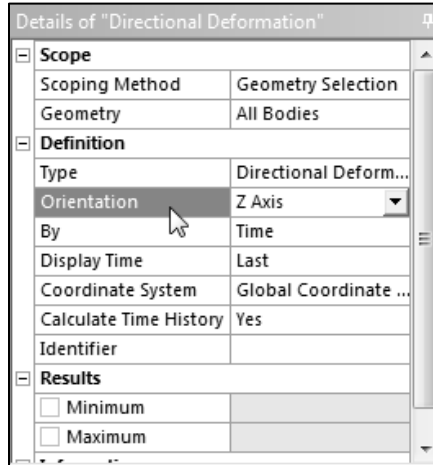 Details of "Directional Deformation"
Scope
Scoping Method Geometry Selection
Geometry All Bodies
Definition
Type Directional Deform...
Orientation Z Axis
By Time
Display Time Last
Coordinate System Global Coordinate ...
Calculate Time History Yes
Identifier
Results
Minimum
Maximum